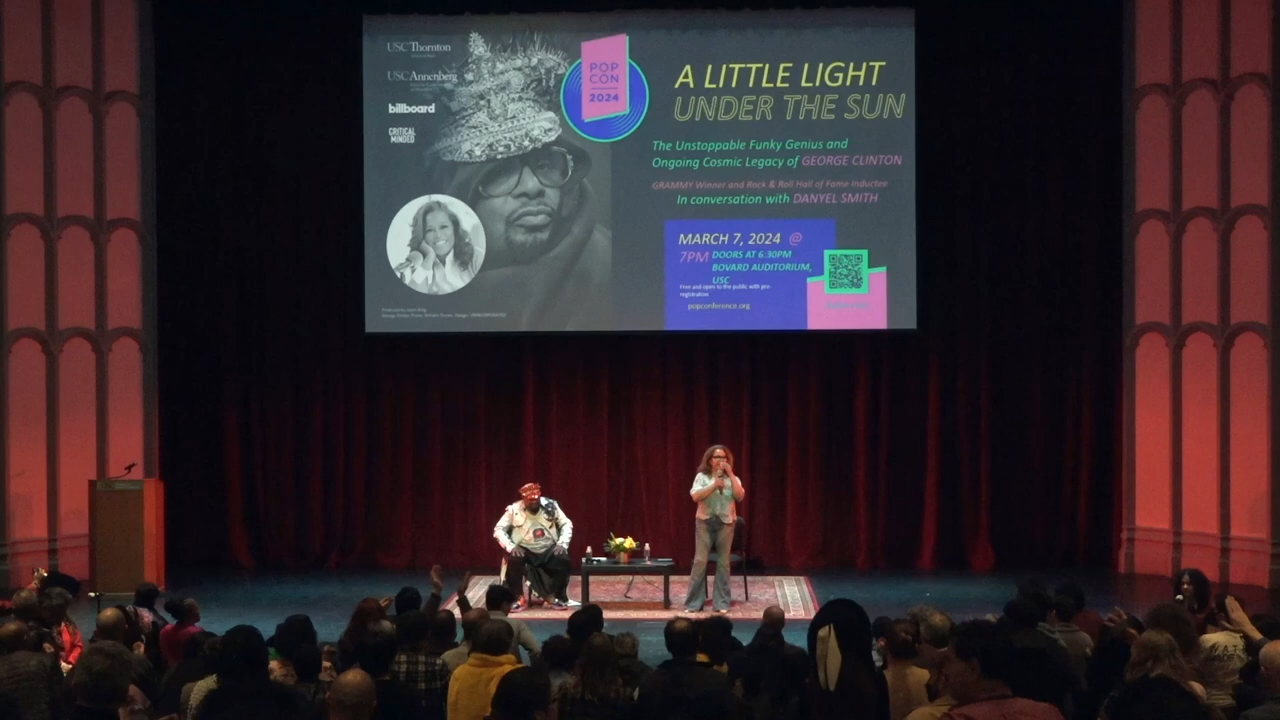 USC Thornton
USC Annenberg
billboard
CRITICAL
MINDED
POP
CON
2024
A LITTLE LIGHT
UNDER THE SUN
The Unstoppable Funky Genius and
Ongoing Cosmic Legacy of GEORGE CLINTON
GRAMMY Winner and Rock & Roll Hall of Fame Inductee
In conversation with DANYEL SMITH
MARCH 7, 2024 @
7PM DOORS AT 6:30PM
BOVARD AUDITORIUM,
USC
Free and open to the public with pre-
registration
popconference.org